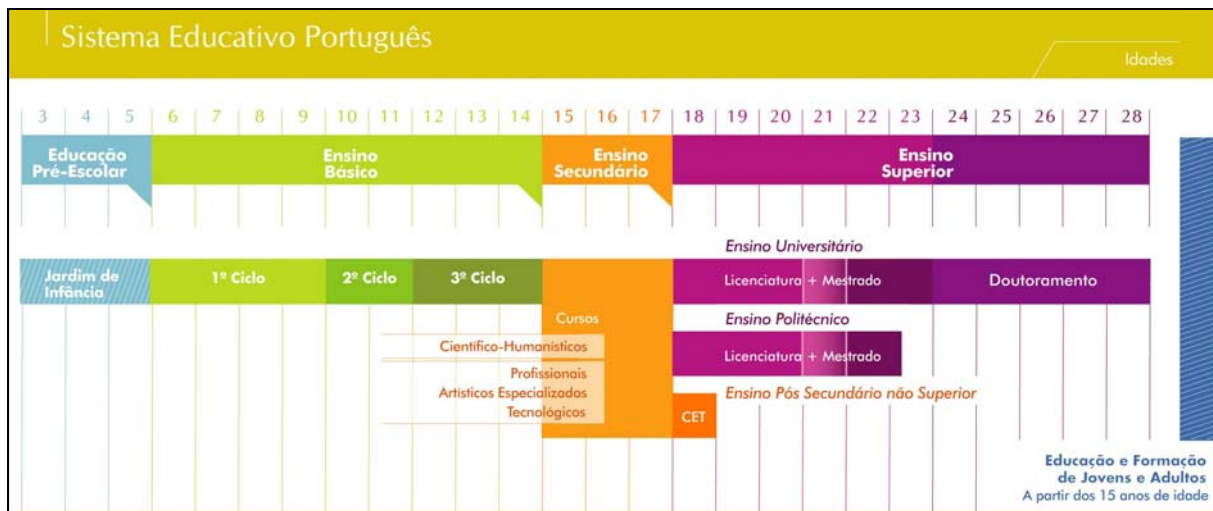 Sistema Educativo Português
Idades
3 4 5 6 7 8 9 10 11 12 13 14 15 16 17 18 19 20 21 22 23 24 25 26 27 28
Educação
Pré-Escolar
Ensino
Básico
Ensino
Secundário
Ensino
Superior
Ensino Universitário
Jardim de
Infância
1º Ciclo
2º Ciclo
3º Ciclo
Licenciatura + Mestrado
Doutoramento
Cursos
Ensino Politécnico
Científico-Humanísticos
Licenciatura + Mestrado
Profissionais
Artísticos Especializados
Tecnológicos
Ensino Pós Secundário não Superior
CET
Educação e Formação
de Jovens e Adultos
A partir dos 15 anos de idade